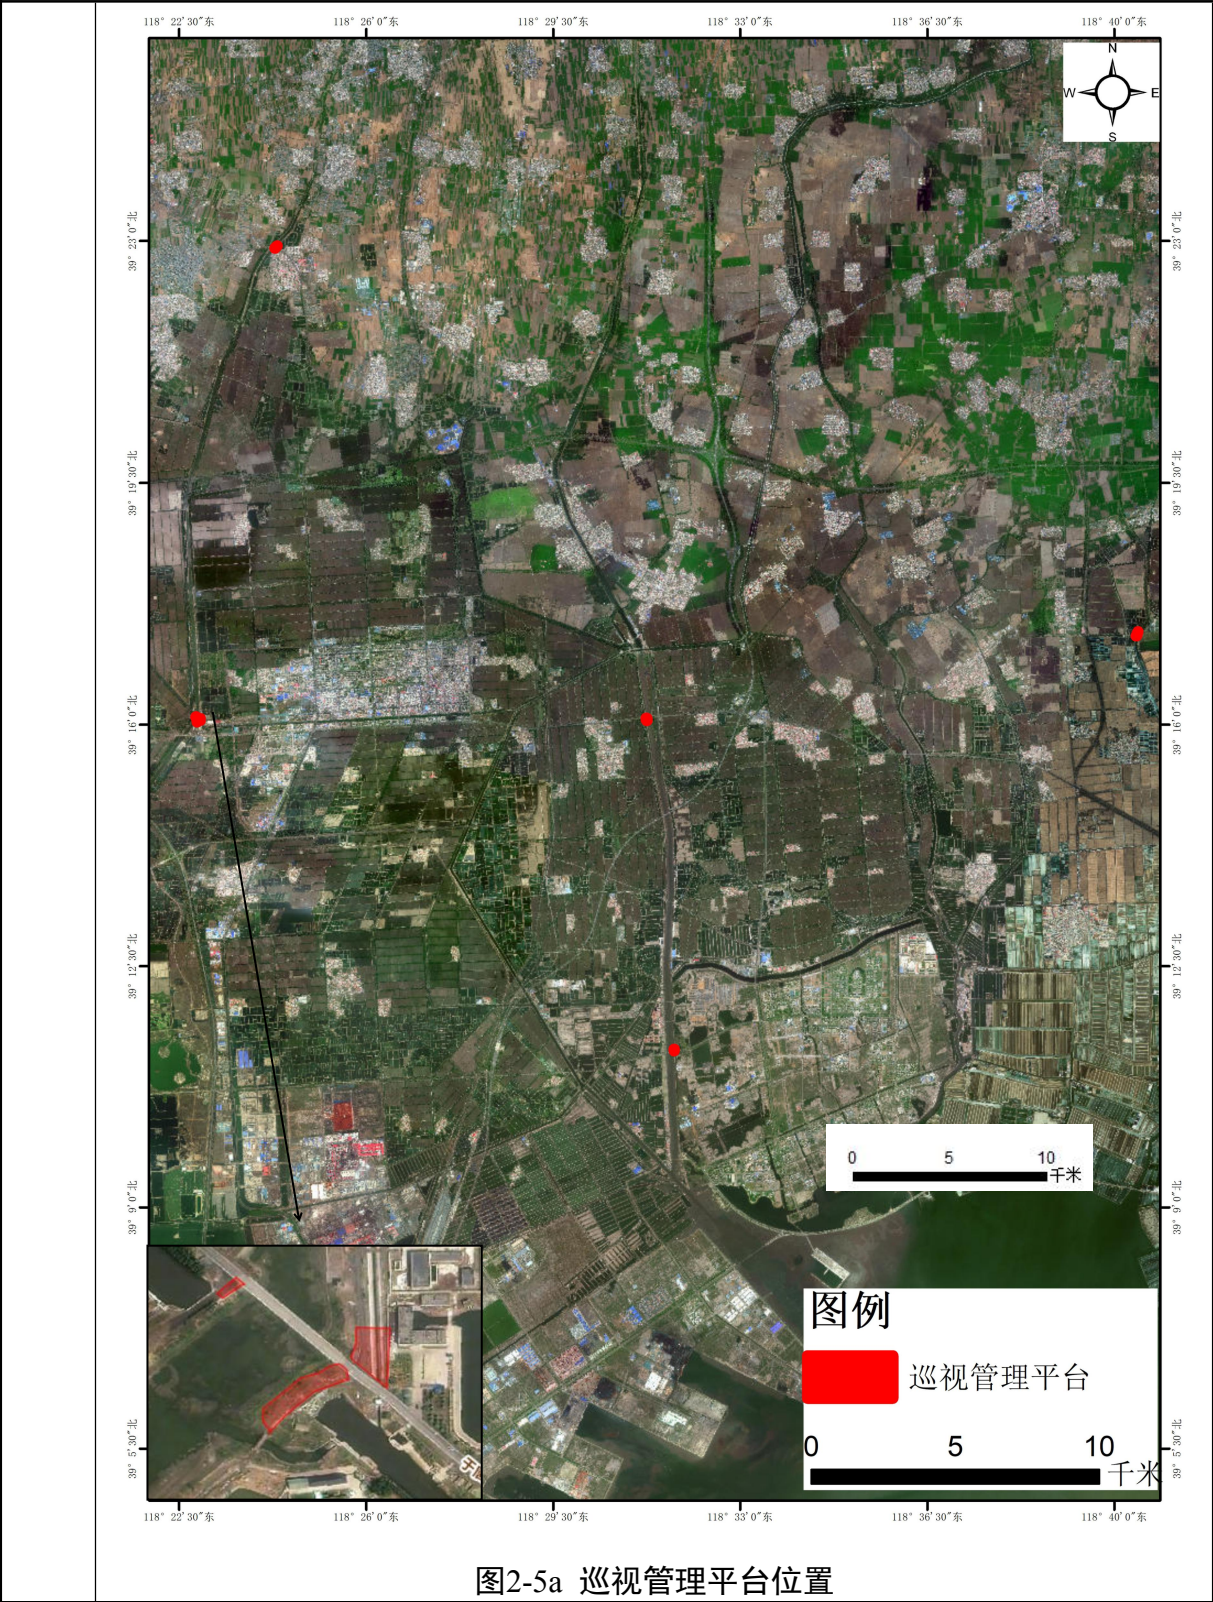 118° 22'30"东 118° 26'0"东 118° 29'30"东 118° 33'0"东 118° 36'30"东 118° 40'0"东
N
W E
S
39° 23'0"北 39° 23'0"北
39° 19'30"北 39° 19'30"北
39° 16'0"北 39° 16'0"北
39° 12'30"北 39° 12'30"北
0 5 10
千米
39° 9'0"北 39° 9'0"北
图例
巡视管理平台
0 5 10
千米
39° 5'30"北 39° 5'30"北
118° 22'30"东 118° 26'0"东 118° 29'30"东 118° 33'0"东 118° 36'30"东 118° 40'0"东
图2-5a 巡视管理平台位置